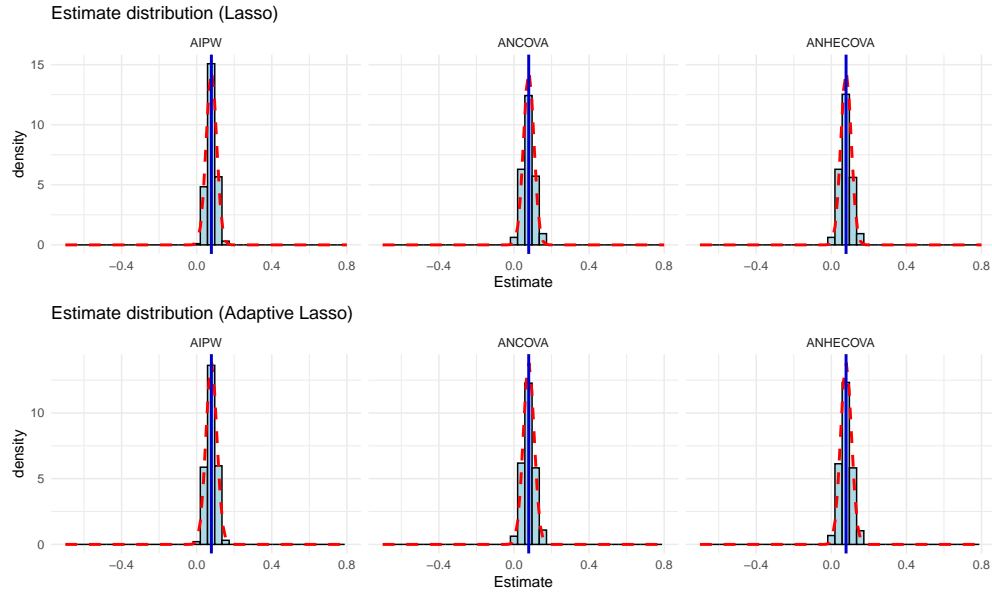 Estimate distribution (Lasso)
AIPW ANCOVA ANHECOVA
15
10
5
0
density
−0.4 0.0 0.4 0.8 −0.4 0.0 0.4 0.8 −0.4 0.0 0.4 0.8
Estimate
Estimate distribution (Adaptive Lasso)
AIPW ANCOVA ANHECOVA
10
5
0
density
−0.4 0.0 0.4 0.8 −0.4 0.0 0.4 0.8 −0.4 0.0 0.4 0.8
Estimate